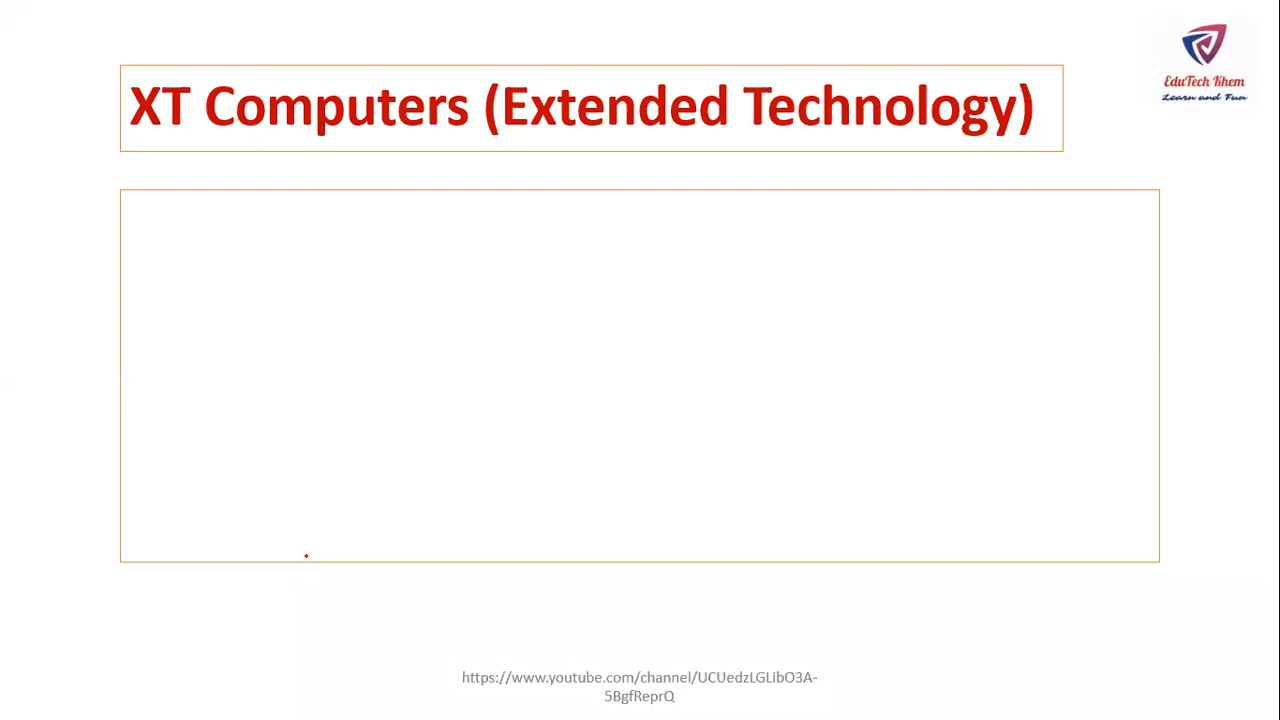 EduTech Khem
Learn and Fun
XT Computers (Extended Technology)
https://www.youtube.com/channel/UCUedzLGLibO3A-
5BgfReprQ